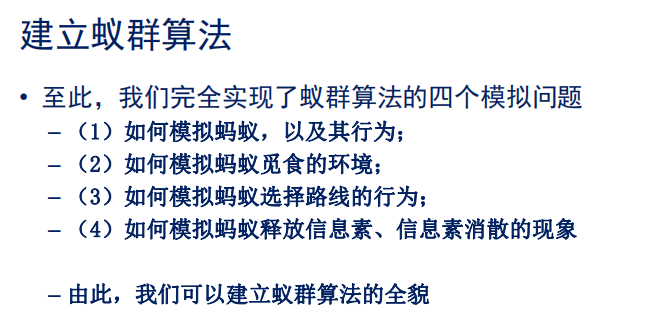 建立蚁群算法
• 至此，我们完全实现了蚁群算法的四个模拟问题
– （1）如何模拟蚂蚁，以及其行为；
– （2）如何模拟蚂蚁觅食的环境；
– （3）如何模拟蚂蚁选择路线的行为；
– （4）如何模拟蚂蚁释放信息素、信息素消散的现象
– 由此，我们可以建立蚁群算法的全貌